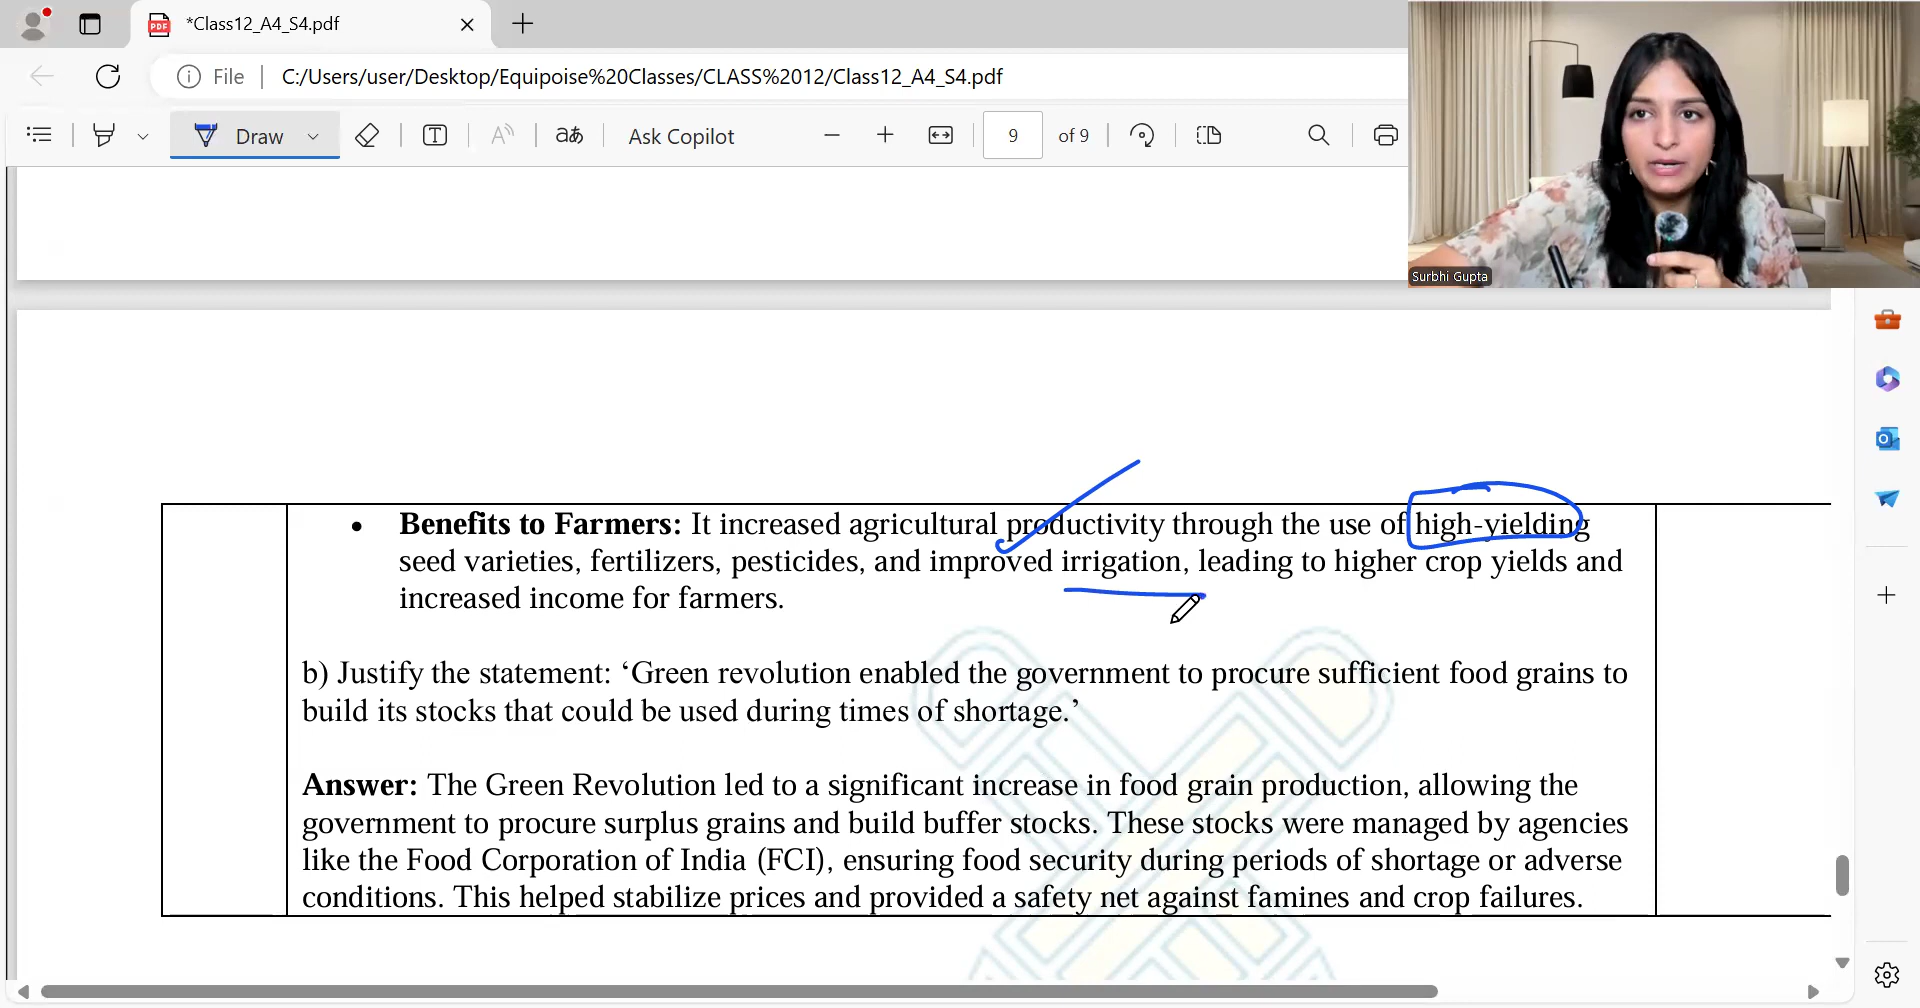 *Class12_A4_S4.pdf
File
C:/Users/user/Desktop/Equipoise%20Classes/CLASS%2012/Class12_A4_S4.pdf
Draw
aあ
Ask Copilot
9
of 9
Surbhi Gupta
• Benefits to Farmers: It increased agricultural productivity through the use of high-yielding
seed varieties, fertilizers, pesticides, and improved irrigation, leading to higher crop yields and
increased income for farmers.
b) Justify the statement: ‘Green revolution enabled the government to procure sufficient food grains to
build its stocks that could be used during times of shortage.’
Answer: The Green Revolution led to a significant increase in food grain production, allowing the
government to procure surplus grains and build buffer stocks. These stocks were managed by agencies
like the Food Corporation of India (FCI), ensuring food security during periods of shortage or adverse
conditions. This helped stabilize prices and provided a safety net against famines and crop failures.